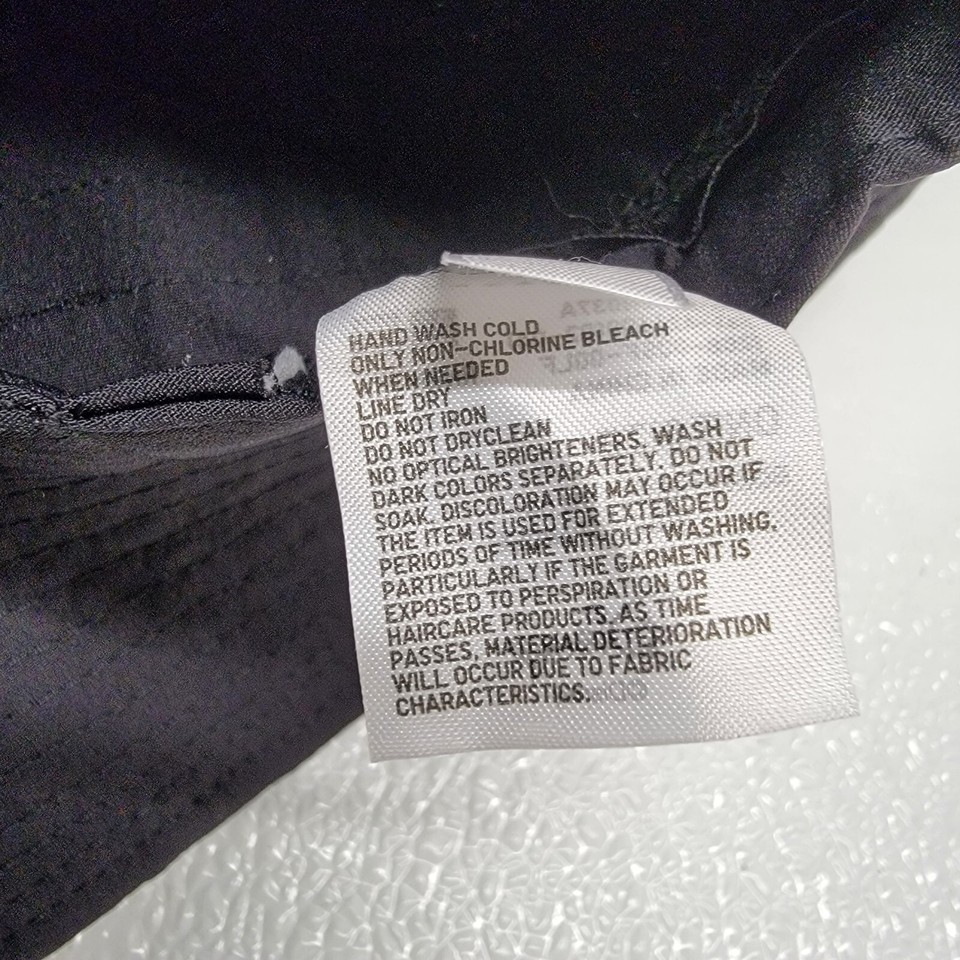 HAND WASH COLD
ONLY NON-CHLORINE BLEACH
WHEN NEEDED
LINE DRY
DO NOT IRON
DO NOT DRYCLEAN
NO OPTICAL BRIGHTENERS. WASH
DARK COLORS SEPARATELY. DO NOT
SOAK. DISCOLORATION MAY OCCUR IF
THE ITEM IS USED FOR EXTENDED
PERIODS OF TIME WITHOUT WASHING.
PARTICULARLY IF THE GARMENT IS
EXPOSED TO PERSPIRATION OR
HAIRCARE PRODUCTS. AS TIME
PASSES, MATERIAL DETERIORATION
WILL OCCUR DUE TO FABRIC
CHARACTERISTICS.